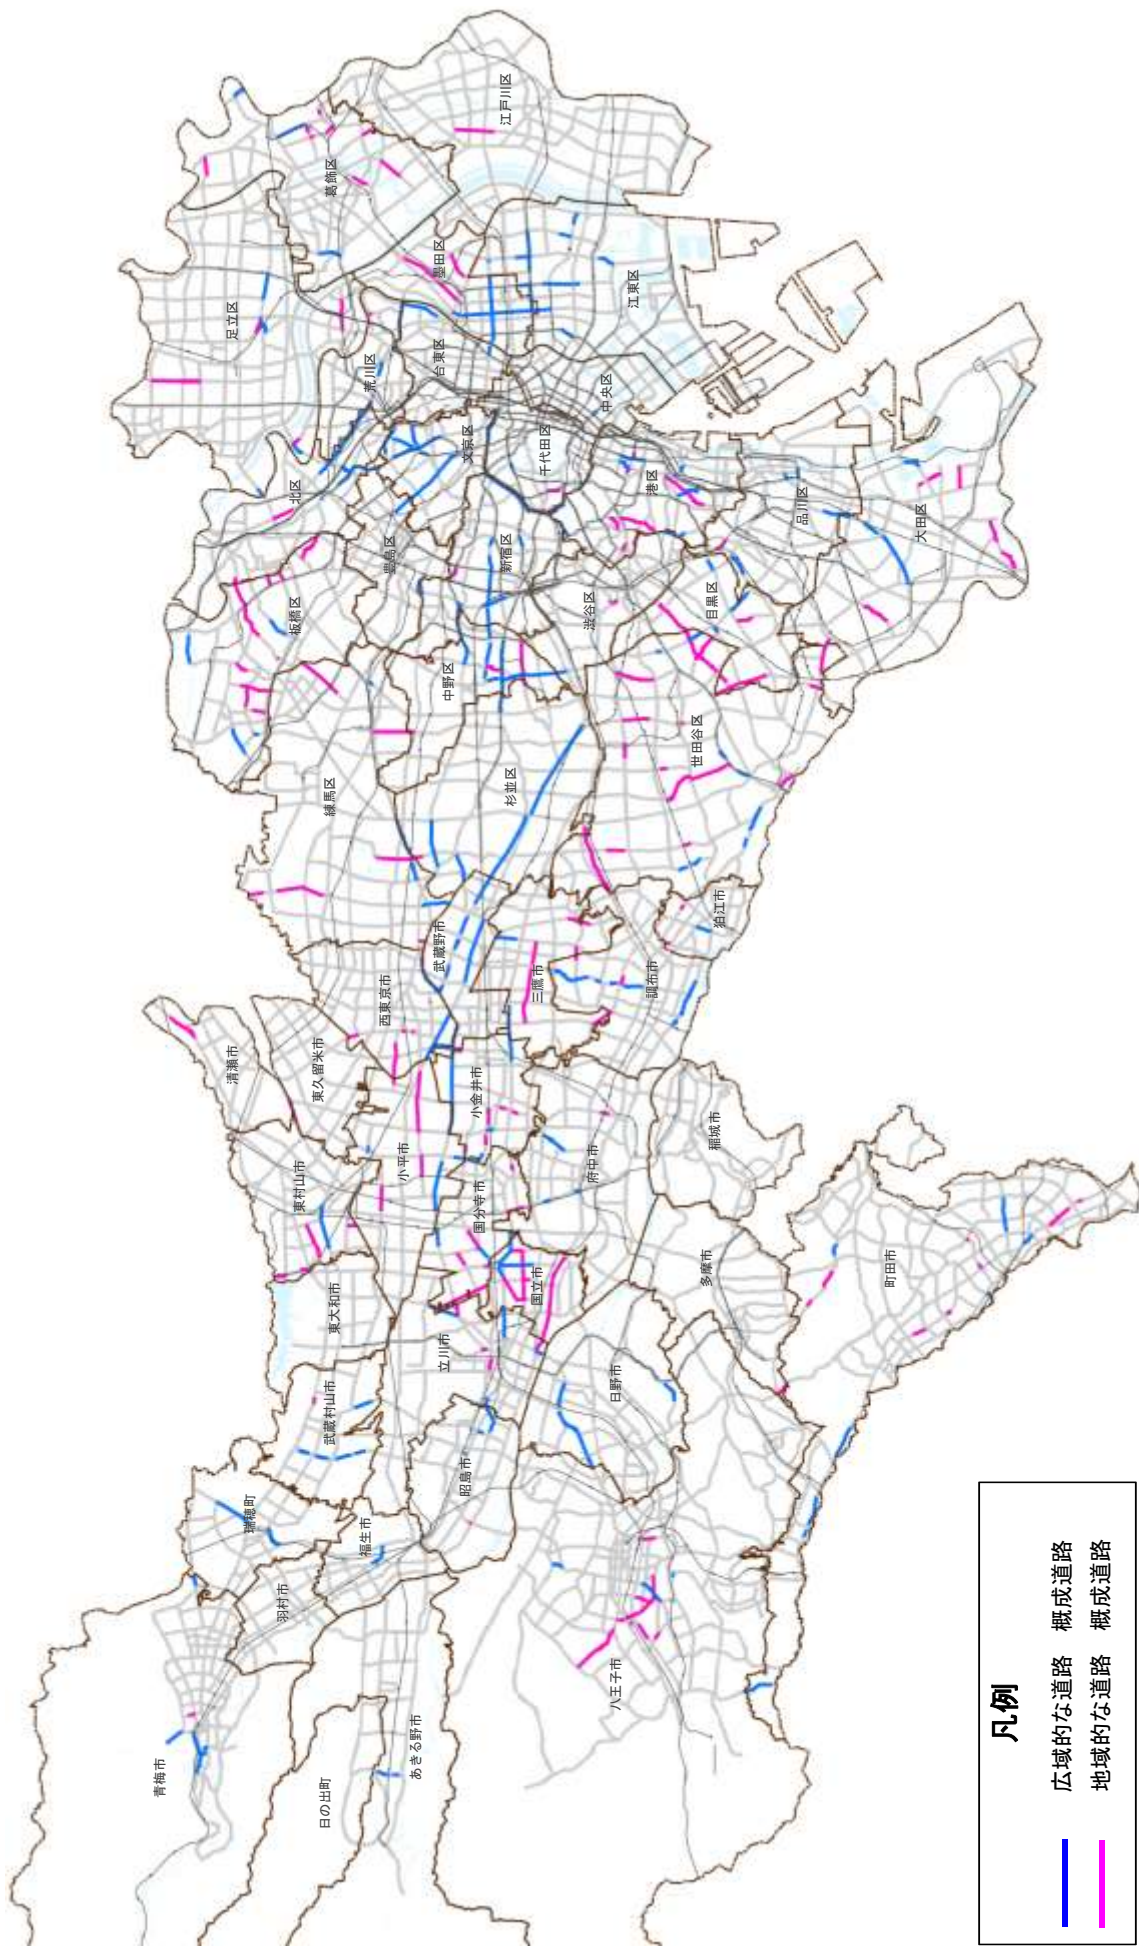 青梅市
日の出町
あきる野市
八王子市
羽村市
瑞穂町
福生市
昭島市
武蔵村山市
日野市
立川市
東大和市
国立市
多摩市
町田市
東村山市
小平市
国分寺市
府中市
稲城市
清瀬市
東久留米市
西東京市
小金井市
武蔵野市
三鷹市
調布市
狛江市
練馬区
杉並区
世田谷区
板橋区
中野区
豊島区
新宿区
渋谷区
目黒区
北区
文京区
千代田区
港区
品川区
大田区
足立区
荒川区
台東区
中央区
葛飾区
墨田区
江東区
江戸川区
凡例
広域的な道路 概成道路
地域的な道路 概成道路